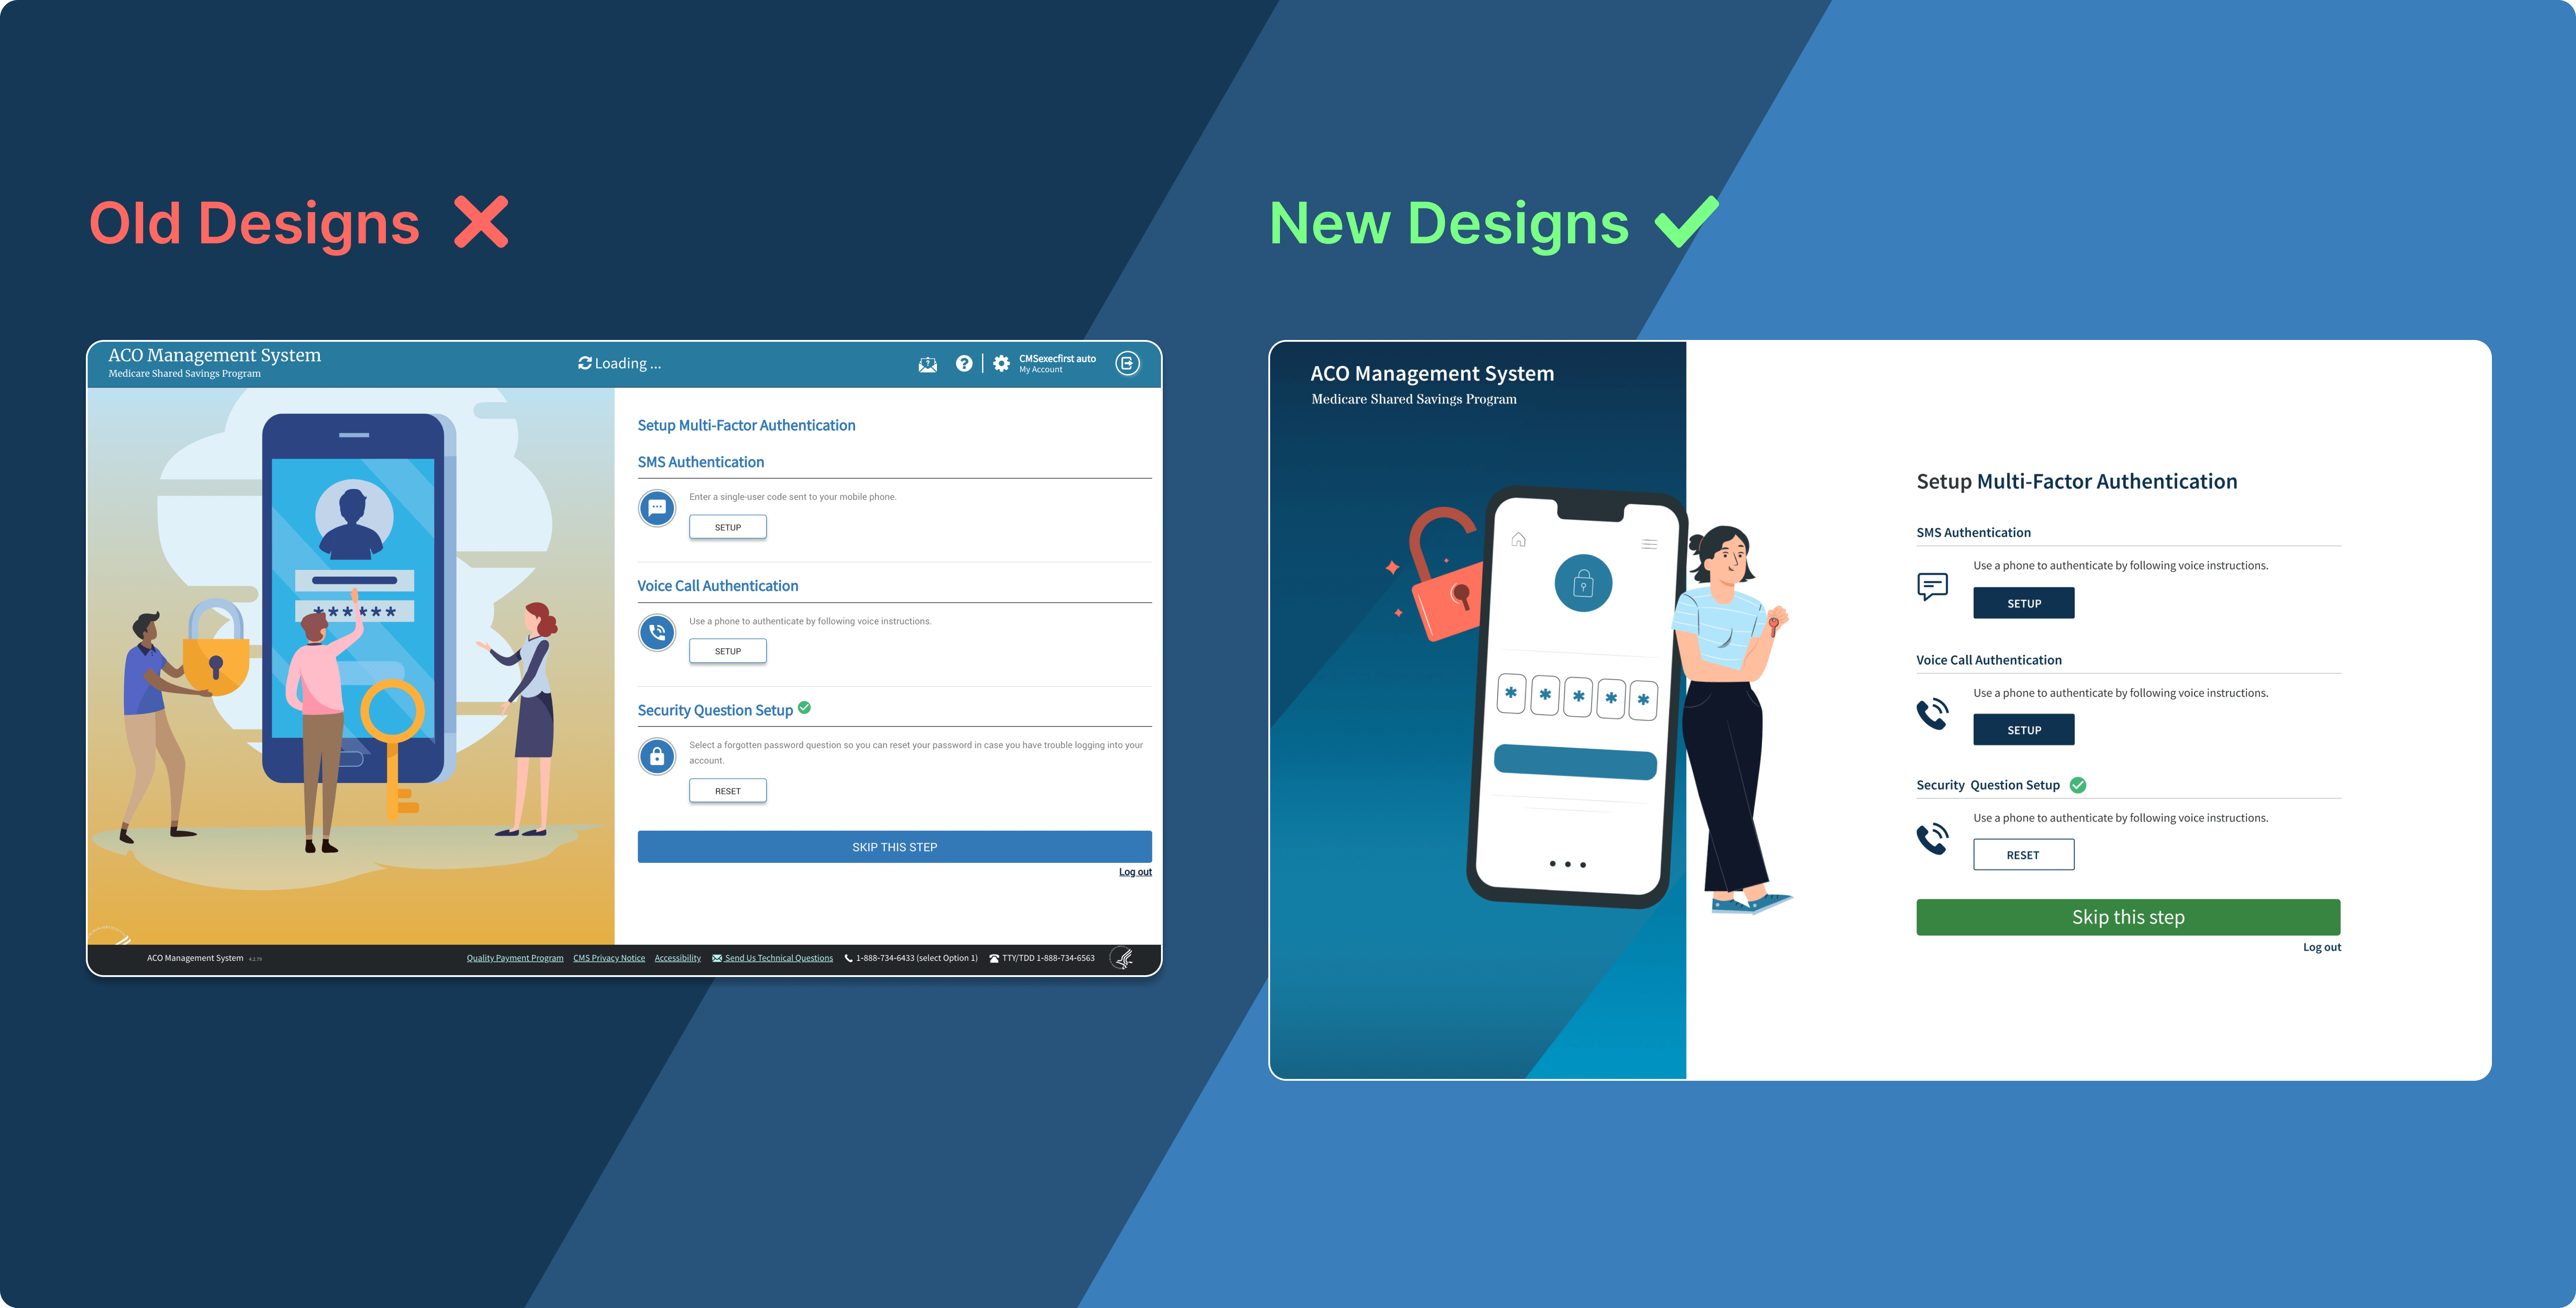 Old Designs
New Designs
ACO Management System
Medicare Shared Savings Program
Loading ...
?
?
CMSexecfirst auto
My Account
Setup Multi-Factor Authentication
SMS Authentication
Enter a single-user code sent to your mobile phone.
SETUP
Voice Call Authentication
Use a phone to authenticate by following voice instructions.
SETUP
Security Question Setup
Select a forgotten password question so you can reset your password in case you have trouble logging into your
account.
RESET
SKIP THIS STEP
Log out
******
ACO Management System 4.2.79
Quality Payment Program
CMS Privacy Notice
Accessibility
Send Us Technical Questions
1-888-734-6433 (select Option 1)
TTY/TDD 1-888-734-6563
ACO Management System
Medicare Shared Savings Program
* * * * *
Setup Multi-Factor Authentication
SMS Authentication
Use a phone to authenticate by following voice instructions.
SETUP
Voice Call Authentication
Use a phone to authenticate by following voice instructions.
SETUP
Security Question Setup
Use a phone to authenticate by following voice instructions.
RESET
Skip this step
Log out